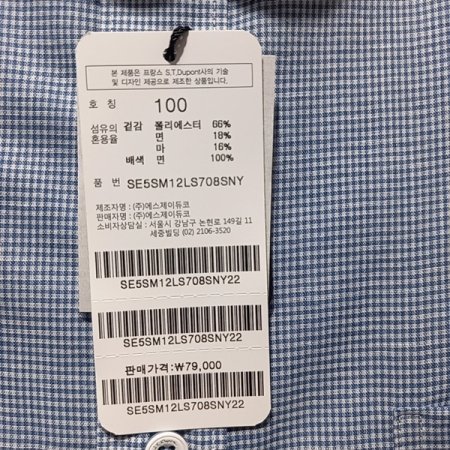 본 제품은 프랑스 S.T.Dupont사의 기술
및 디자인 제공으로 제조한 상품입니다.
호 칭 100
섬유의 겉감 폴리에스터 66%
혼용율 면 18%
마 16%
배색 면 100%
품 번 SE5SM12LS708SNY
제조자명 : (주)에스제이듀코
판매자명 : (주)에스제이듀코
소비자상담실 : 서울시 강남구 논현로 149길 11
세중빌딩 (02) 2106-3520
SE5SM12LS708SNY22
SE5SM12LS708SNY22
판매가격:₩79,000
SE5SM12LS708SNY22